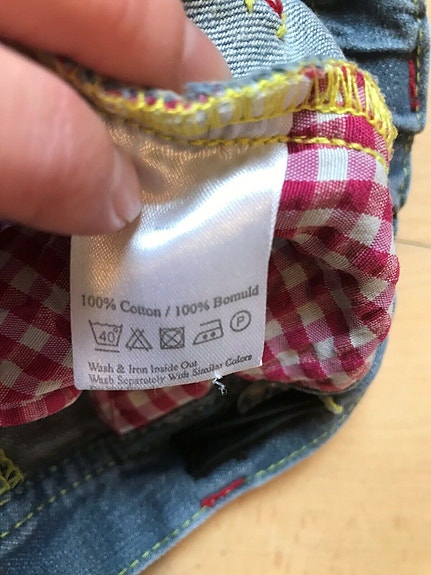 100% Cotton / 100% Bomuld
40 P
Wash & Iron Inside Out
Wash Separately With Similar Colors